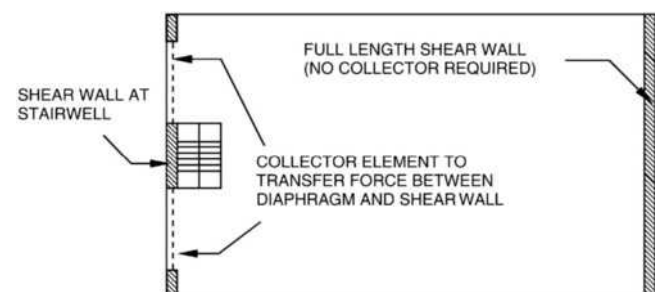 FULL LENGTH SHEAR WALL
(NO COLLECTOR REQUIRED)
SHEAR WALL AT
STAIRWELL
COLLECTOR ELEMENT TO
TRANSFER FORCE BETWEEN
DIAPHRAGM AND SHEAR WALL